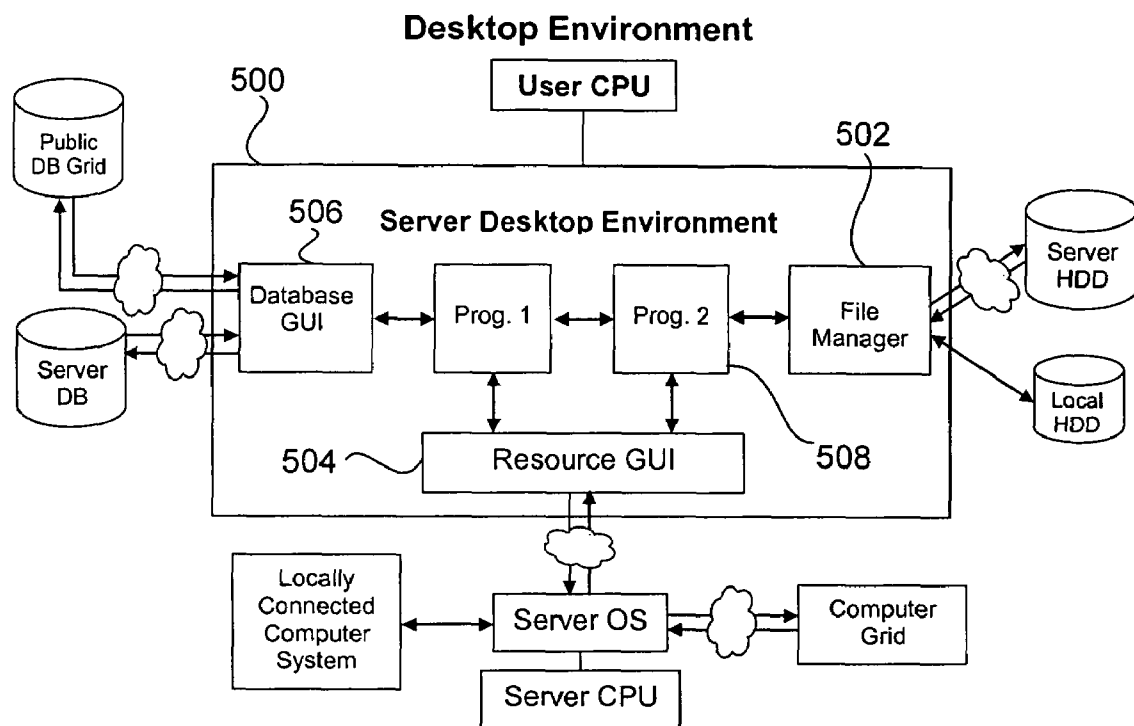 Desktop Environment
User CPU
500
502
Public
DB Grid
Server Desktop Environment
506
Server
HDD
Database
GUI
Prog. 1
Prog. 2
File
Manager
Server
DB
Local
HDD
504
Resource GUI
508
Locally
Connected
Computer
System
Server OS
Computer
Grid
Server CPU